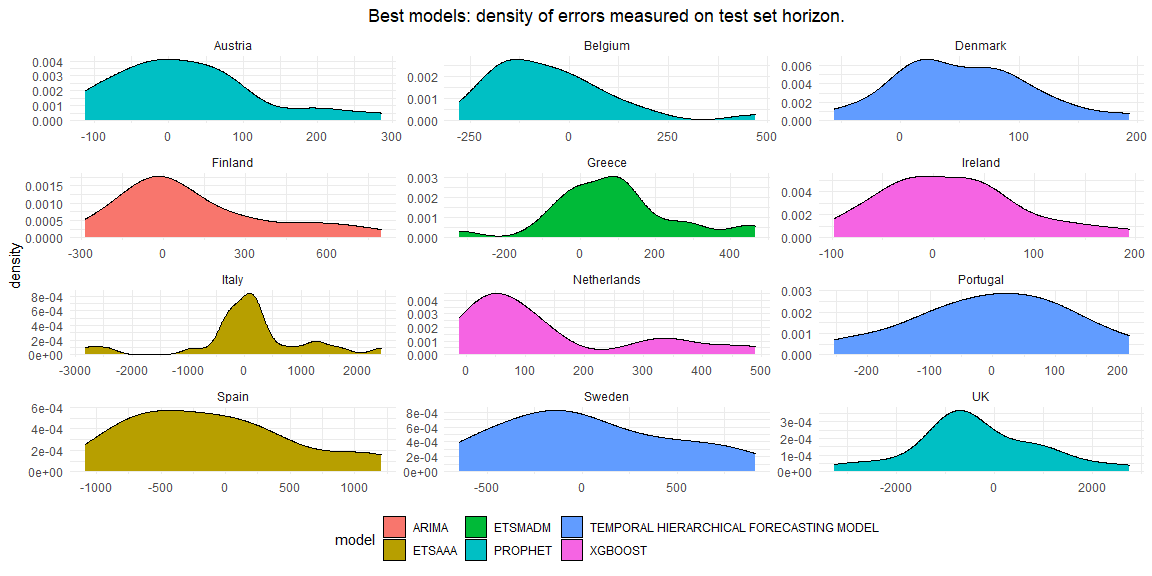 Best models: density of errors measured on test set horizon.
Austria Belgium Denmark
0.004 0.003 0.002 0.001 0.000
0.002 0.001 0.000
0.006 0.004 0.002 0.000
-100 0 100 200 300
-250 0 250 500
0 100 200
Finland Greece Ireland
0.0015 0.0010 0.0005 0.0000
0.003 0.002 0.001 0.000
0.004 0.002 0.000
-300 0 300 600
-200 0 200 400
-100 0 100 200
density
Italy Netherlands Portugal
8e-04 6e-04 4e-04 2e-04 0e+00
0.004 0.003 0.002 0.001 0.000
0.003 0.002 0.001 0.000
-3000 -2000 -1000 0 1000 2000
0 100 200 300 400 500
-200 -100 0 100 200
Spain Sweden UK
6e-04 4e-04 2e-04 0e+00
8e-04 6e-04 4e-04 2e-04 0e+00
3e-04 2e-04 1e-04 0e+00
-1000 -500 0 500 1000
-500 0 500
-2000 0 2000
model
ARIMA ETSMADM TEMPORAL HIERARCHICAL FORECASTING MODEL
ETSAAA PROPHET XGBOOST